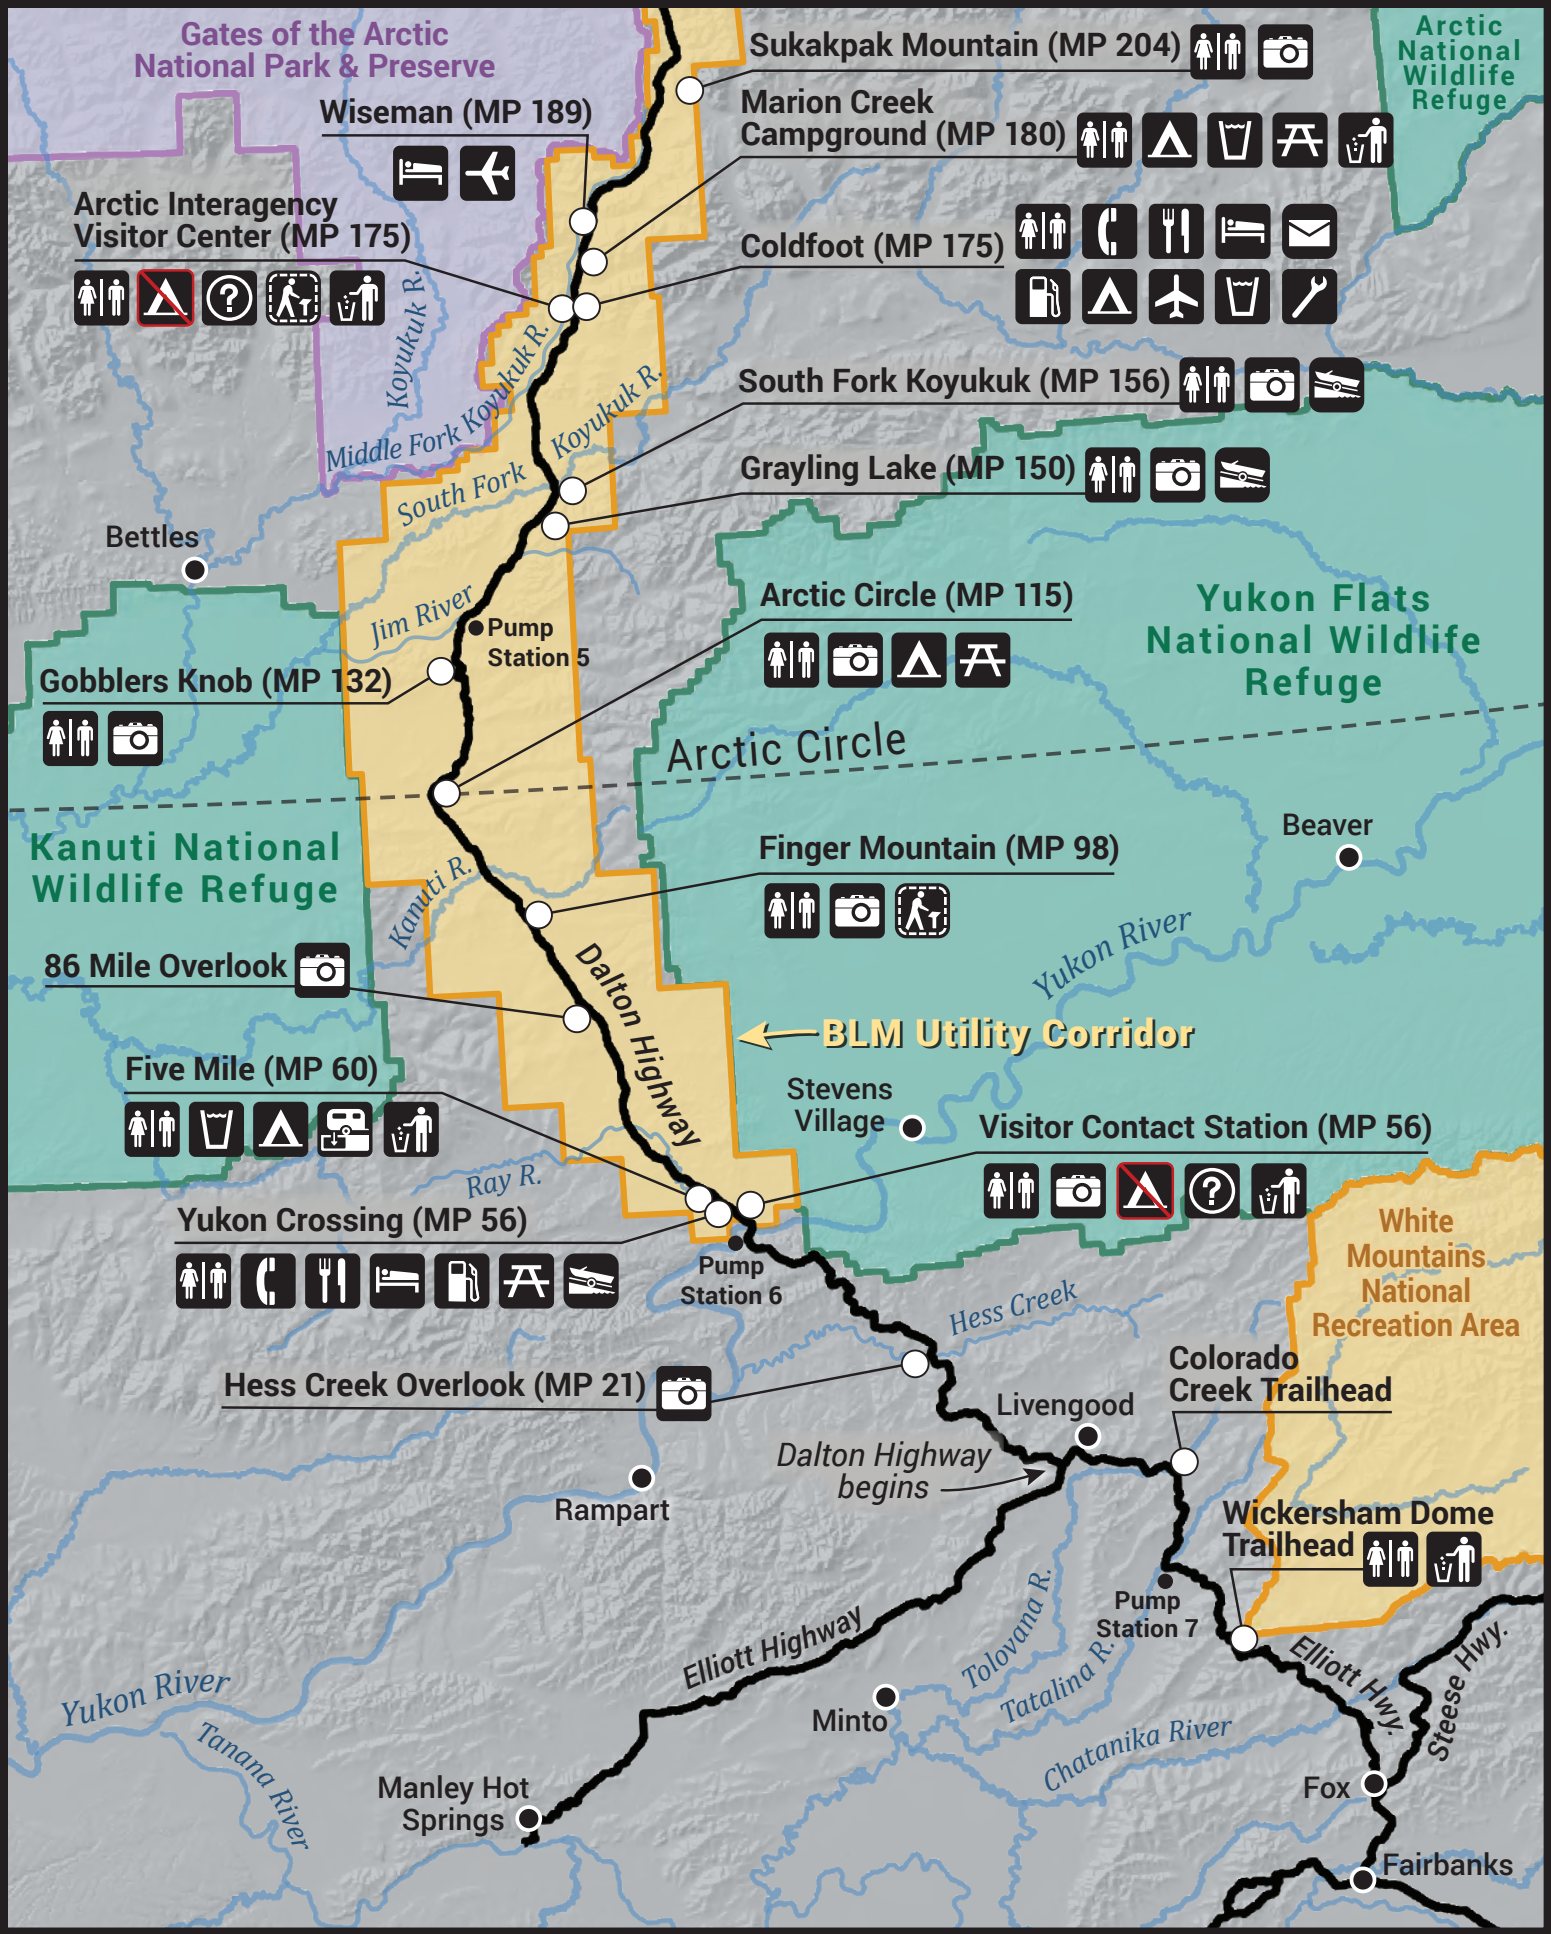 Gates of the Arctic
National Park & Preserve
Arctic
National
Wildlife
Refuge
Sukakpak Mountain (MP 204)
Wiseman (MP 189)
Marion Creek
Campground (MP 180)
Arctic Interagency
Visitor Center (MP 175)
Coldfoot (MP 175)
?
Koyukuk R.
Middle Fork Koyukuk R.
South Fork Koyukuk (MP 156)
South Fork Koyukuk R.
Grayling Lake (MP 150)
Bettles
Jim River
Pump
Station 5
Arctic Circle (MP 115)
Yukon Flats
National Wildlife
Refuge
Gobblers Knob (MP 132)
Arctic Circle
Kanuti National
Wildlife Refuge
Beaver
Finger Mountain (MP 98)
Kanuti R.
86 Mile Overlook
Dalton Highway
Yukon River
BLM Utility Corridor
Five Mile (MP 60)
Stevens
Village
Visitor Contact Station (MP 56)
?
Ray R.
Yukon Crossing (MP 56)
White
Mountains
National
Recreation Area
Pump
Station 6
Hess Creek
Hess Creek Overlook (MP 21)
Colorado
Creek Trailhead
Livengood
Dalton Highway
begins
Rampart
Wickersham Dome
Trailhead
Pump
Station 7
Elliott Highway
Tolovana R.
Tatalina R.
Elliott Hwy.
Steese Hwy.
Yukon River
Minto
Tanana River
Chatanika River
Manley Hot
Springs
Fox
Fairbanks